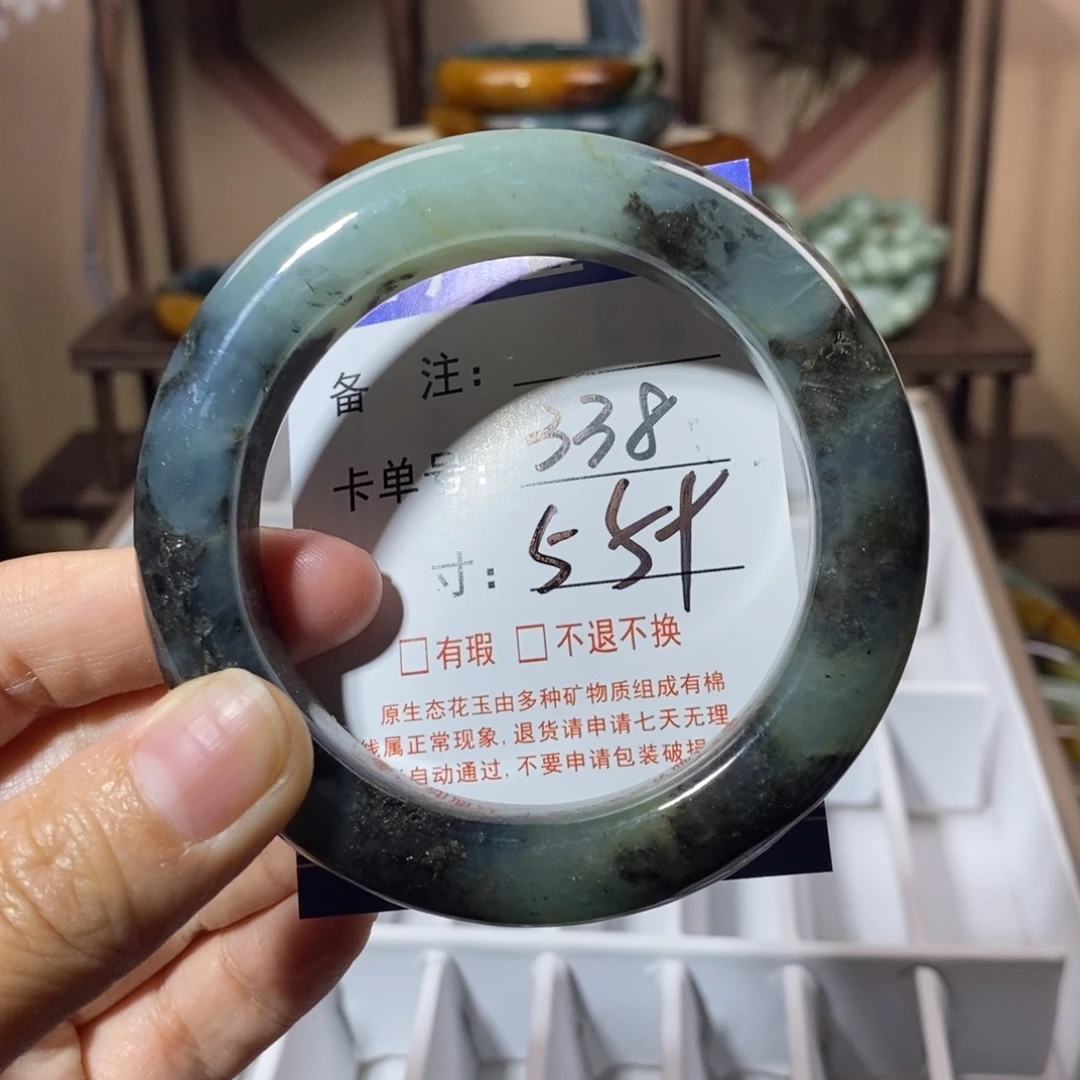 备 注：
卡单号：338
寸：554
□有瑕 □不退不换
原生态花玉由多种矿物质组成有棉
线属正常现象，退货请申请七天无理
自动通过，不要申请包装破损